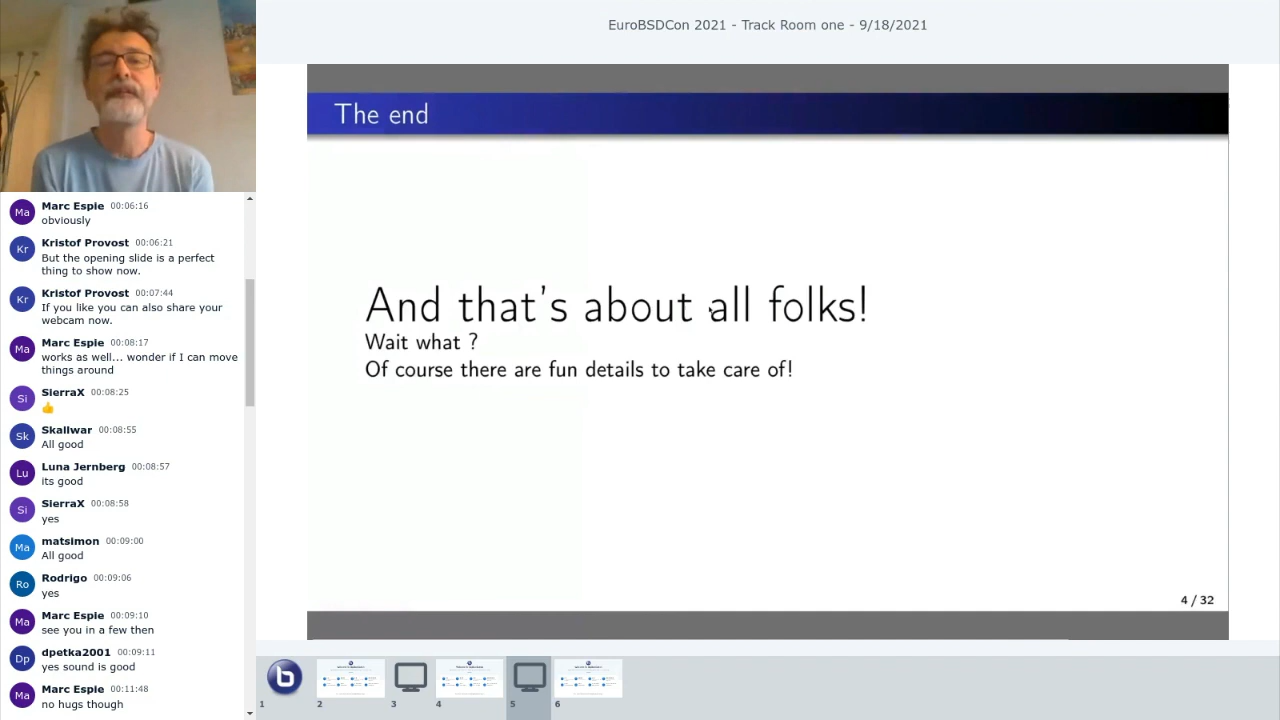 EuroBSDCon 2021 - Track Room one - 9/18/2021
The end
And that's about all folks!
Wait what ?
Of course there are fun details to take care of!
4 / 32
Ma
Marc Espie 00:06:16
obviously
Kr
Kristof Provost 00:06:21
But the opening slide is a perfect
thing to show now.
Kr
Kristof Provost 00:07:44
If you like you can also share your
webcam now.
Ma
Marc Espie 00:08:17
works as well... wonder if I can move
things around
Si
SierraX 00:08:25
👍
Sk
Skallwar 00:08:55
All good
Lu
Luna Jernberg 00:08:57
its good
Si
SierraX 00:08:58
yes
Ma
matsimon 00:09:00
All good
Ro
Rodrigo 00:09:06
yes
Ma
Marc Espie 00:09:10
see you in a few then
Dp
dpetka2001 00:09:11
yes sound is good
Ma
Marc Espie 00:11:48
no hugs though
b
1
2
3
4
5
6